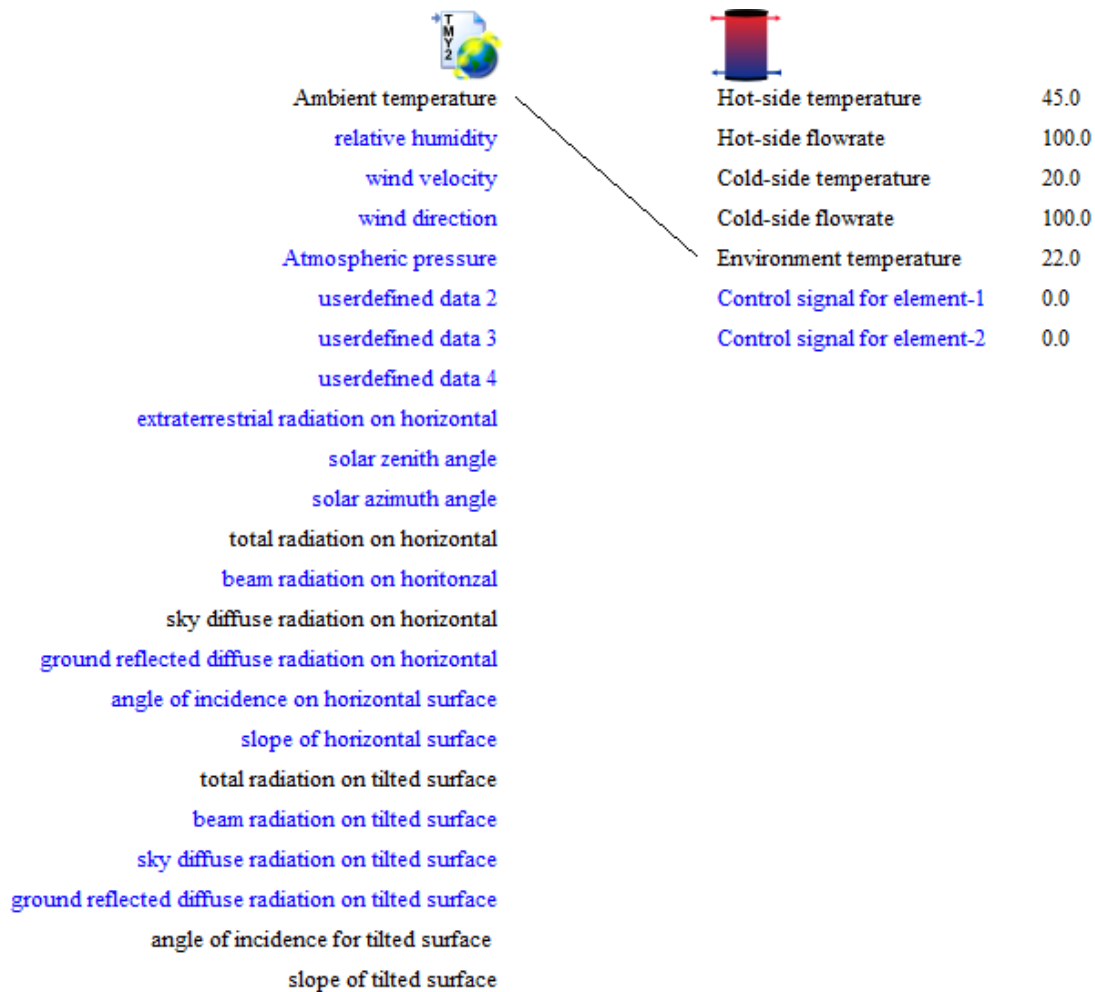 TMY2
Ambient temperature
relative humidity
wind velocity
wind direction
Atmospheric pressure
userdefined data 2
userdefined data 3
userdefined data 4
extraterrestrial radiation on horizontal
solar zenith angle
solar azimuth angle
total radiation on horizontal
beam radiation on horitonzal
sky diffuse radiation on horizontal
ground reflected diffuse radiation on horizontal
angle of incidence on horizontal surface
slope of horizontal surface
total radiation on tilted surface
beam radiation on tilted surface
sky diffuse radiation on tilted surface
ground reflected diffuse radiation on tilted surface
angle of incidence for tilted surface
slope of tilted surface
Hot-side temperature 45.0
Hot-side flowrate 100.0
Cold-side temperature 20.0
Cold-side flowrate 100.0
Environment temperature 22.0
Control signal for element-1 0.0
Control signal for element-2 0.0